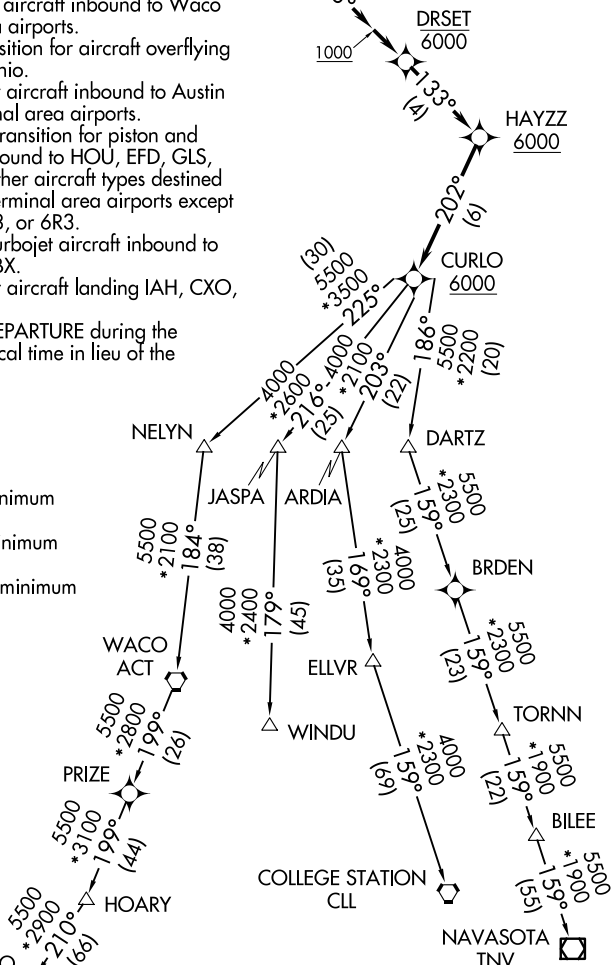 aircraft inbound to Waco
airports.
sition for aircraft overflying
nio.
aircraft inbound to Austin
nal area airports.
transition for piston and
ound to HOU, EFD, GLS,
ther aircraft types destined
erminal area airports except
3, or 6R3.
urbojet aircraft inbound to
BX.
aircraft landing IAH, CXO,
EPARTURE during the
cal time in lieu of the
inimum
nimum
minimum
1000
DRSET
6000
133°
(4)
HAYZZ
6000
202°
(6)
CURLO
6000
(30)
5500
*3500
225°
4000
*2600
216°
(25)
4000
*2100
203°
(22)
186°
5500
*2200
(20)
NELYN
JASPA
ARDIA
DARTZ
5500
*2100
184°
(38)
4000
*2400
179°
(45)
4000
*2300
169°
(35)
5500
*2300
159°
(25)
BRDEN
WACO
ACT
ELLVR
5500
*2300
159°
(23)
5500
*2800
199°
(26)
WINDU
TORNN
4000
*2300
159°
(69)
5500
*1900
159°
(22)
PRIZE
BILEE
5500
*3100
199°
(44)
5500
*1900
159°
(55)
COLLEGE STATION
CLL
HOARY
5500
*2900
210°
(66)
NAVASOTA
TNV